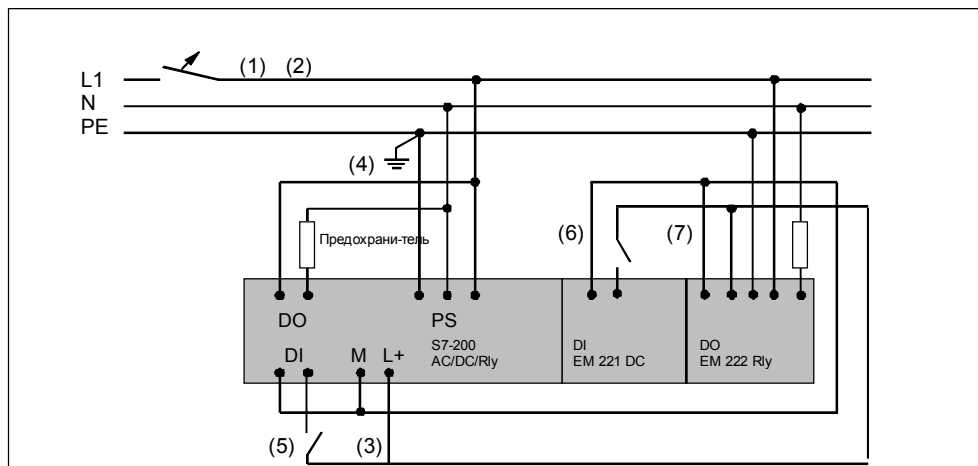 (1) (2)
L1
N
PE
(4)
Предохрани-тель
(6)
(7)
DO
PS
S7-200
AC/DC/Rly
DI
EM 221 DC
DO
EM 222 Rly
DI
M
L+
(5)
(3)